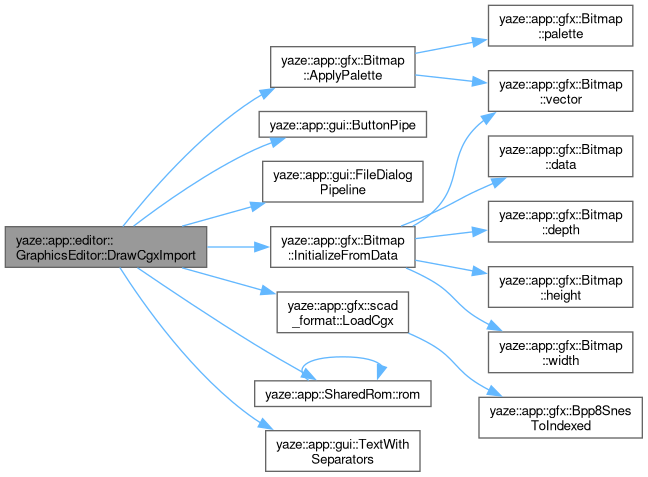 yaze::app::editor::
GraphicsEditor::DrawCgxImport
yaze::app::gfx::Bitmap
::ApplyPalette
yaze::app::gui::ButtonPipe
yaze::app::gui::FileDialog
Pipeline
yaze::app::gfx::Bitmap
::InitializeFromData
yaze::app::gfx::scad
_format::LoadCgx
yaze::app::SharedRom::rom
yaze::app::gui::TextWith
Separators
yaze::app::gfx::Bitmap
::palette
yaze::app::gfx::Bitmap
::vector
yaze::app::gfx::Bitmap
::data
yaze::app::gfx::Bitmap
::depth
yaze::app::gfx::Bitmap
::height
yaze::app::gfx::Bitmap
::width
yaze::app::gfx::Bpp8Snes
ToIndexed